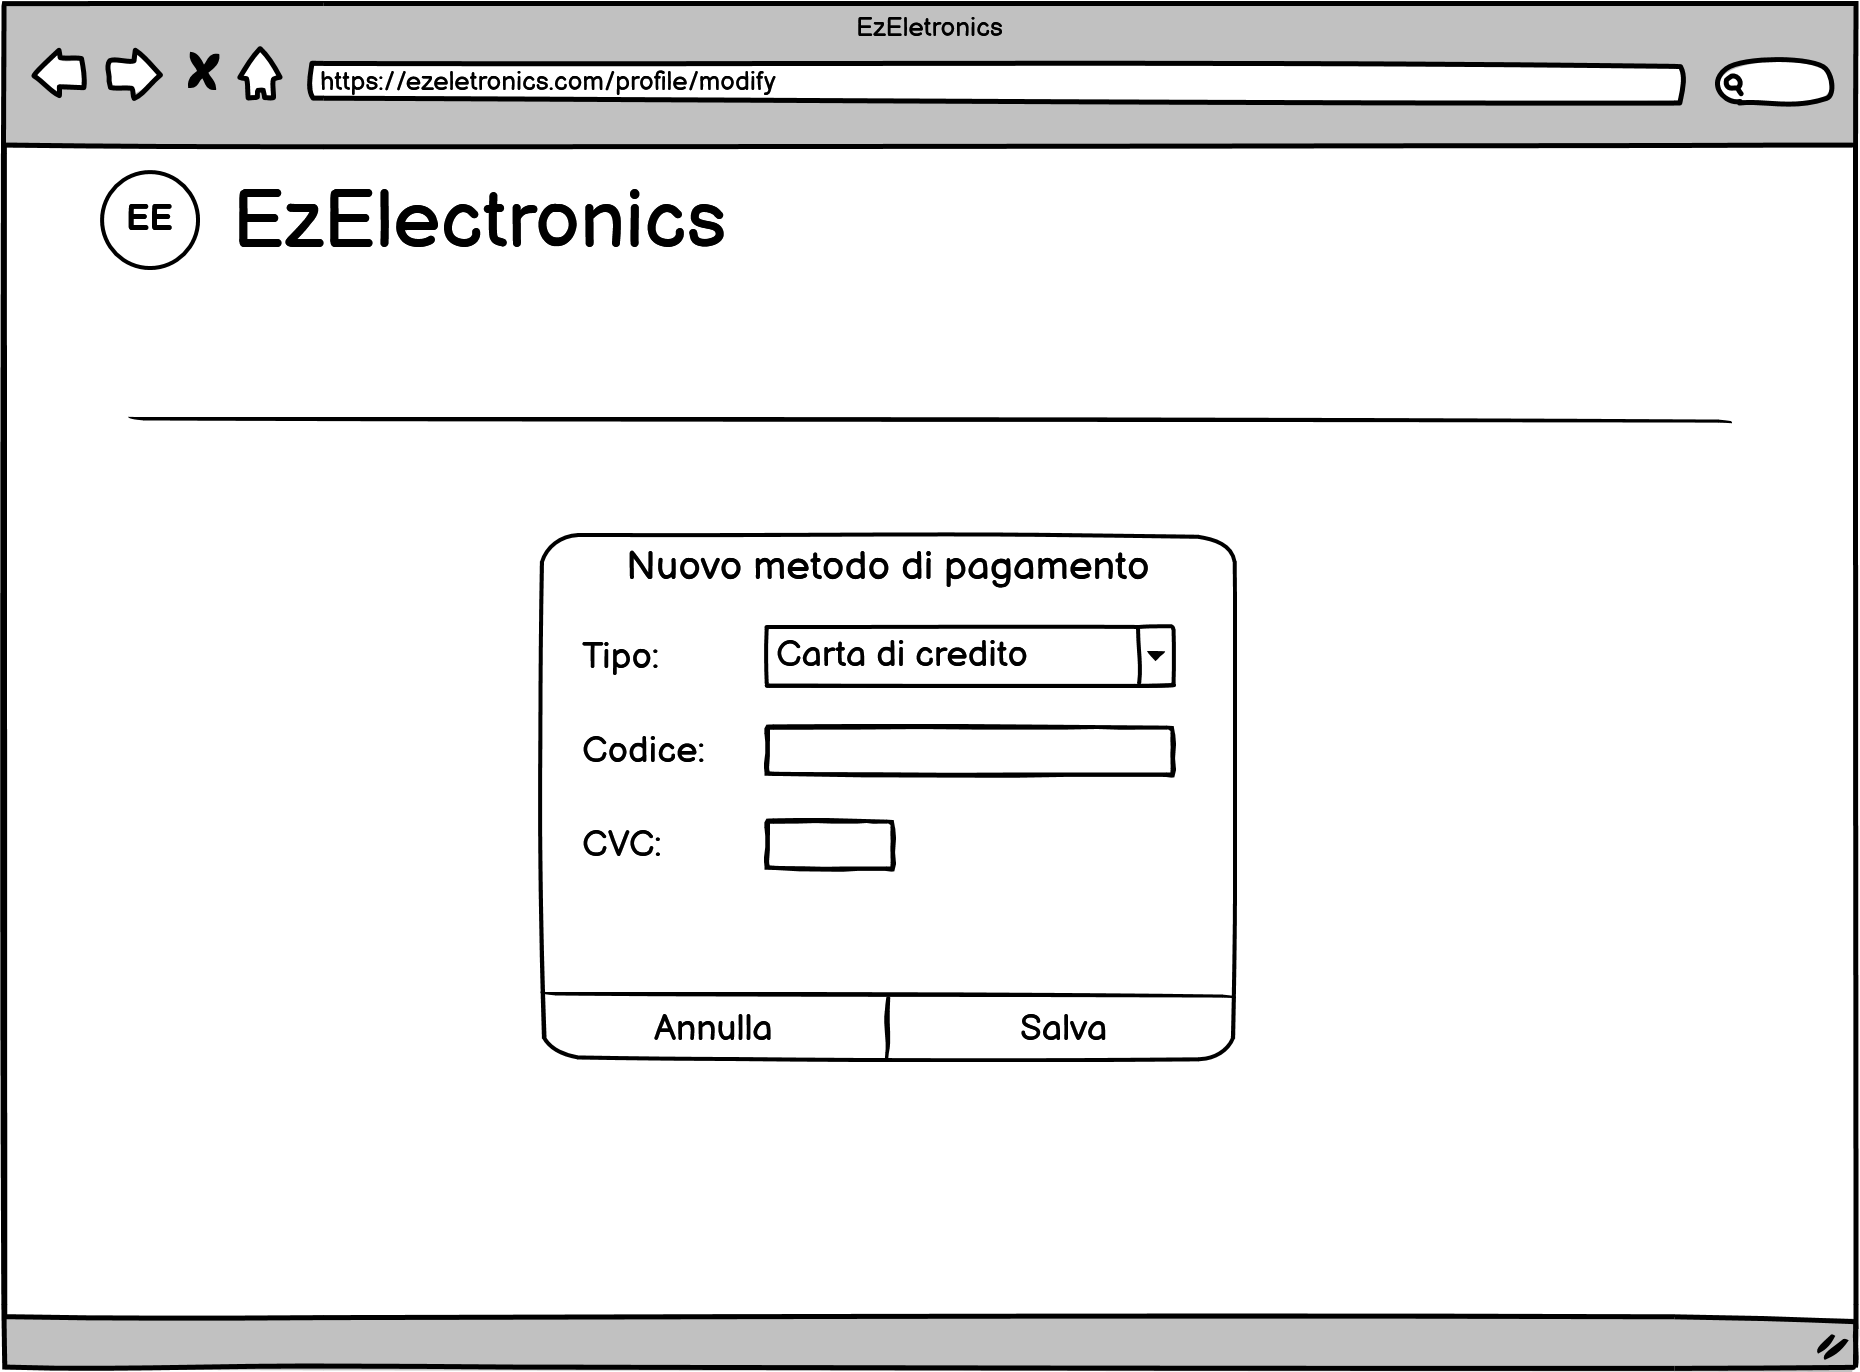 EzEletronics
https://ezeletronics.com/profile/modify
EE EzElectronics
Nuovo metodo di pagamento
Tipo: Carta di credito
Codice:
CVC:
Annulla Salva